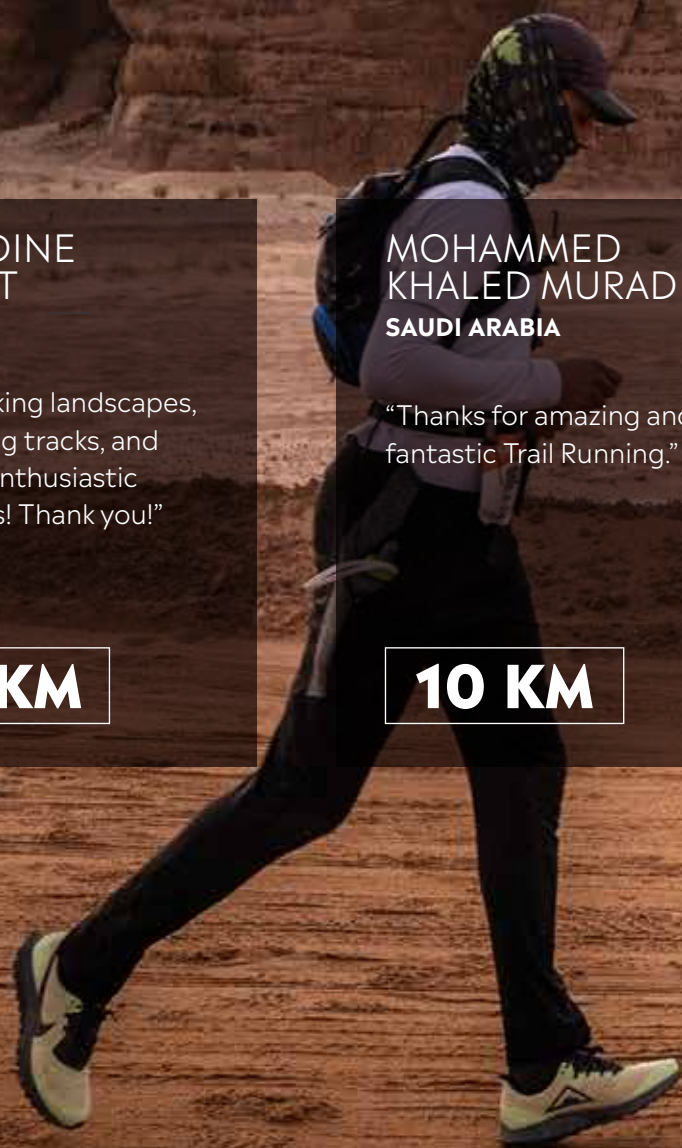 DINE
T
king landscapes,
g tracks, and
nthusiastic
s! Thank you!”
KM
MOHAMMED
KHALED MURAD
SAUDI ARABIA
“Thanks for amazing and
fantastic Trail Running.”
10 KM